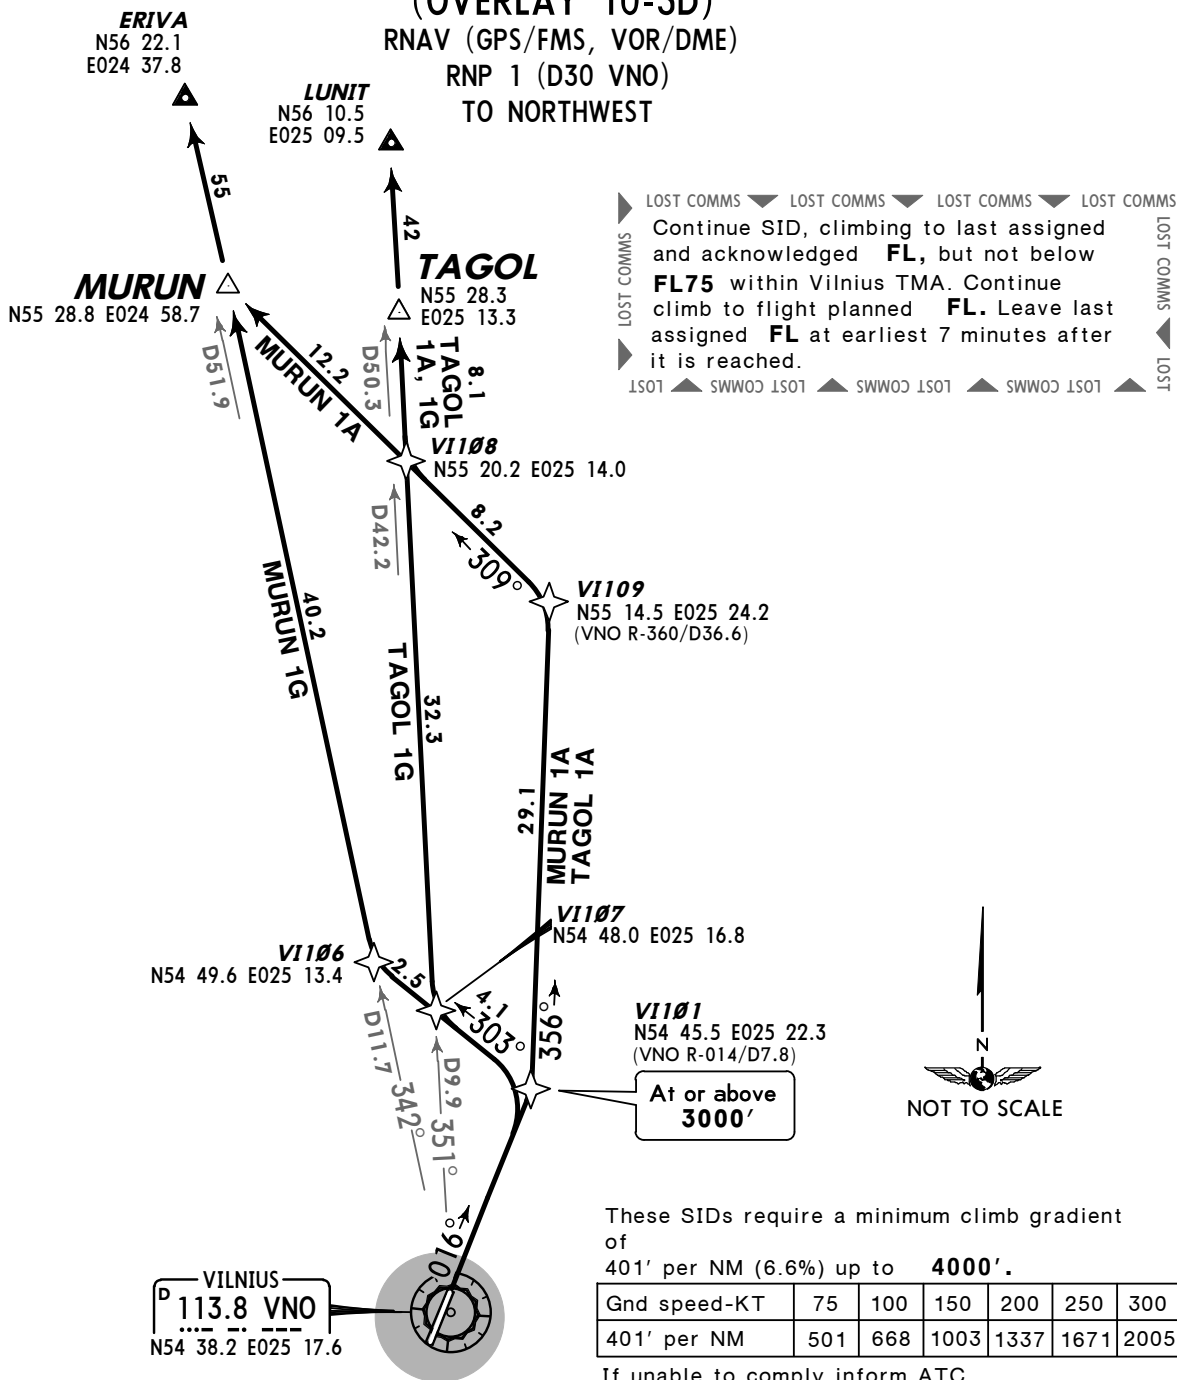 (OVERLAY 10-3D)
RNAV (GPS/FMS, VOR/DME)
RNP 1 (D30 VNO)
TO NORTHWEST
ERIVA
N56 22.1
E024 37.8
LUNIT
N56 10.5
E025 09.5
55
42
LOST COMMS LOST COMMS LOST COMMS LOST COMMS
LOST COMMS
LOST COMMS
LOST
Continue SID, climbing to last assigned
and acknowledged FL, but not below
FL75 within Vilnius TMA. Continue
climb to flight planned FL. Leave last
assigned FL at earliest 7 minutes after
it is reached.
LOST COMMS LOST COMMS LOST COMMS LOST
MURUN
N55 28.8 E024 58.7
TAGOL
N55 28.3
E025 13.3
D51.9
12.2
MURUN 1A
D50.3
8.1
TAGOL
1A, 1G
VI1Ø8
N55 20.2 E025 14.0
D42.2
8.2
309°
VI109
N55 14.5 E025 24.2
(VNO R-360/D36.6)
40.2
MURUN 1G
TAGOL 1G
32.3
29.1
MURUN 1A
TAGOL 1A
VI1Ø7
N54 48.0 E025 16.8
VI1Ø6
N54 49.6 E025 13.4
2.5
4.1
303°
356°
VI1Ø1
N54 45.5 E025 22.3
(VNO R-014/D7.8)
At or above
3000'
D11.7 342°
D9.9 351°
016°
N
NOT TO SCALE
VILNIUS
D 113.8 VNO
N54 38.2 E025 17.6
These SIDs require a minimum climb gradient
of
401' per NM (6.6%) up to 4000'.
Gnd speed-KT 75 100 150 200 250 300
401' per NM 501 668 1003 1337 1671 2005
If unable to comply inform ATC